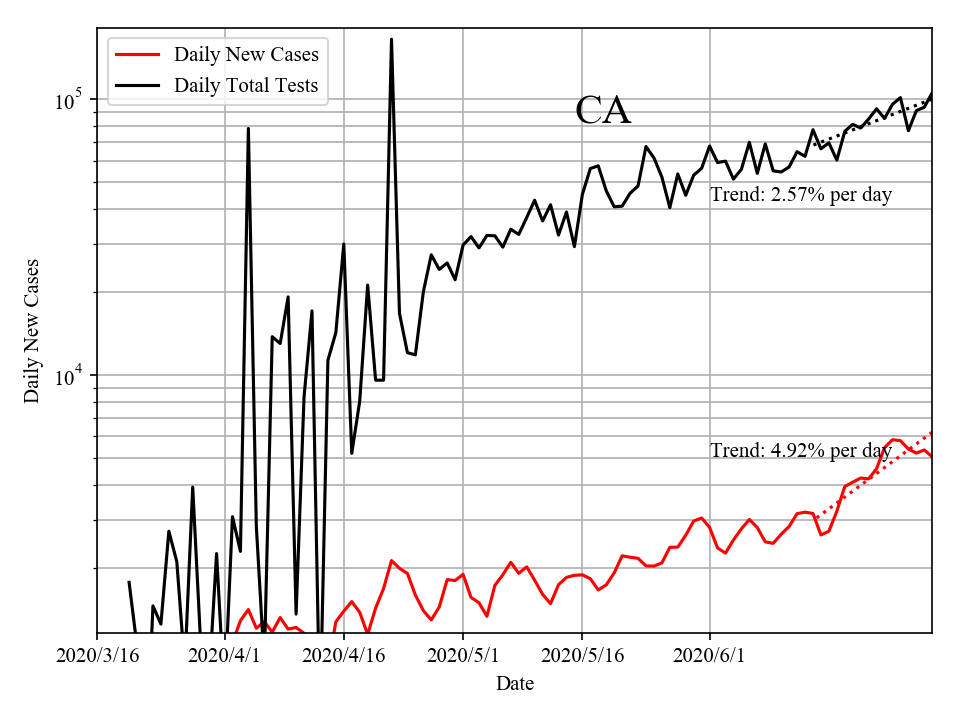 Daily New Cases
Daily Total Tests
CA
10^5
Trend: 2.57% per day
Daily New Cases
10^4
Trend: 4.92% per day
2020/3/16 2020/4/1 2020/4/16 2020/5/1 2020/5/16 2020/6/1
Date